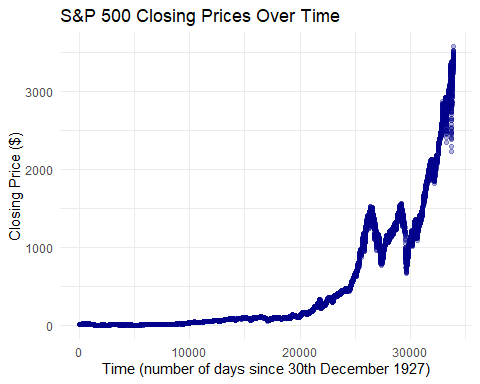 S&P 500 Closing Prices Over Time
Closing Price ($)
3000
2000
1000
0
0 10000 20000 30000
Time (number of days since 30th December 1927)